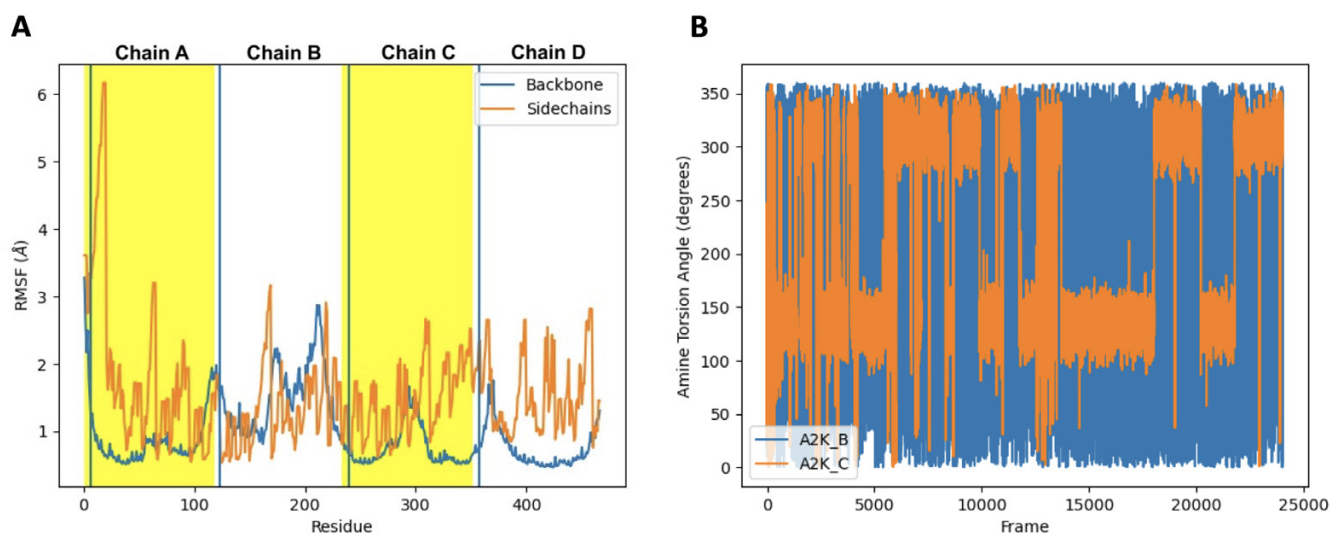 A
Chain A Chain B Chain C Chain D
Backbone
Sidechains
6
5
4
3
2
1
RMSF (Å)
0 100 200 300 400
Residue
B
350
300
250
200
150
100
50
0
Amine Torsion Angle (degrees)
A2K_B
A2K_C
0 5000 10000 15000 20000 25000
Frame